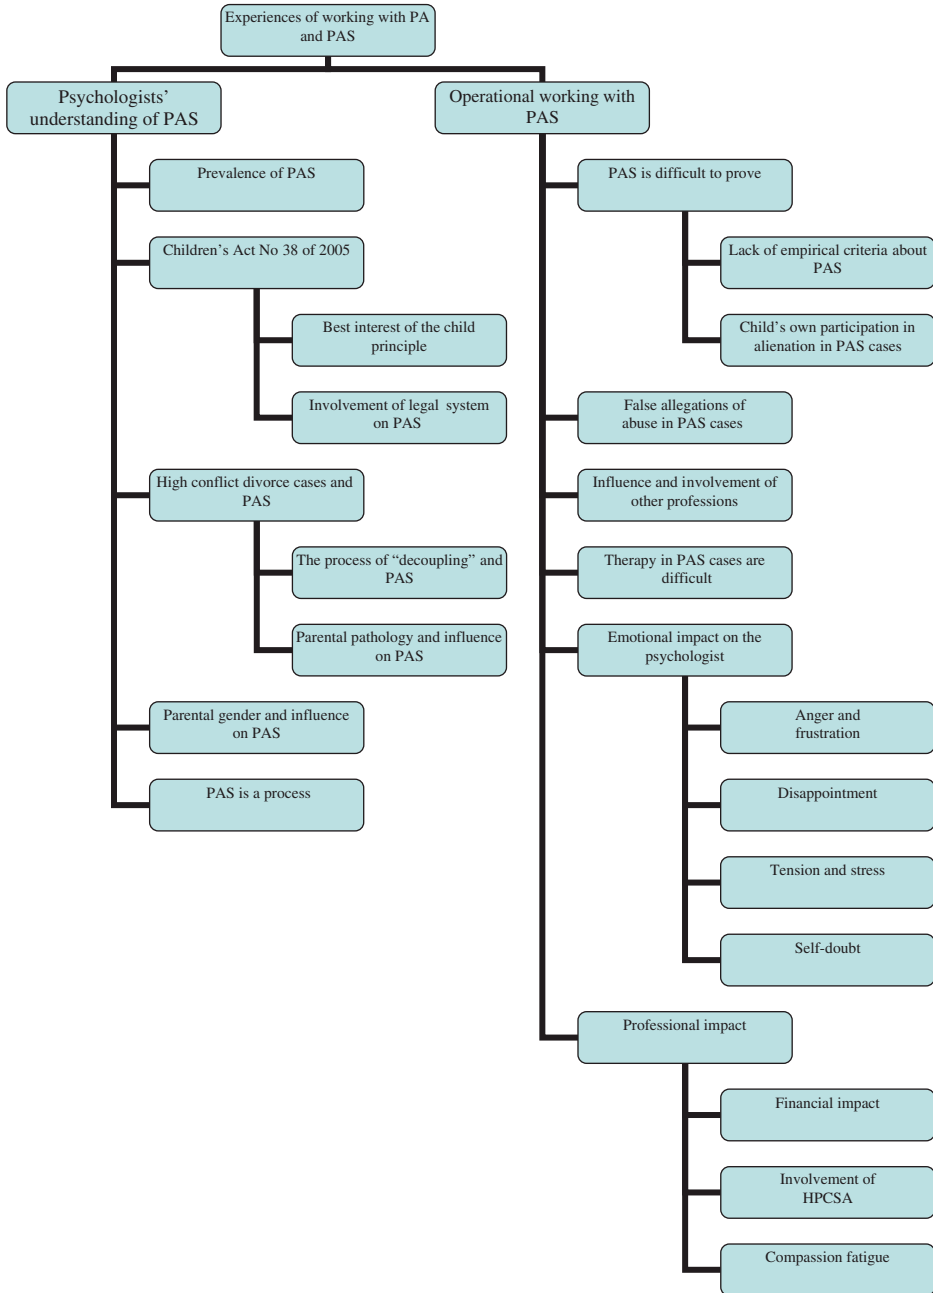 Experiences of working with PA
and PAS
Psychologists’
understanding of PAS
Prevalence of PAS
Children’s Act No 38 of 2005
Best interest of the child
principle
Involvement of legal system
on PAS
High conflict divorce cases and
PAS
The process of “decoupling” and
PAS
Parental pathology and influence
on PAS
Parental gender and influence
on PAS
PAS is a process
Operational working with
PAS
PAS is difficult to prove
Lack of empirical criteria about
PAS
Child’s own participation in
alienation in PAS cases
False allegations of
abuse in PAS cases
Influence and involvement of
other professions
Therapy in PAS cases are
difficult
Emotional impact on the
psychologist
Anger and
frustration
Disappointment
Tension and stress
Self-doubt
Professional impact
Financial impact
Involvement of
HPCSA
Compassion fatigue